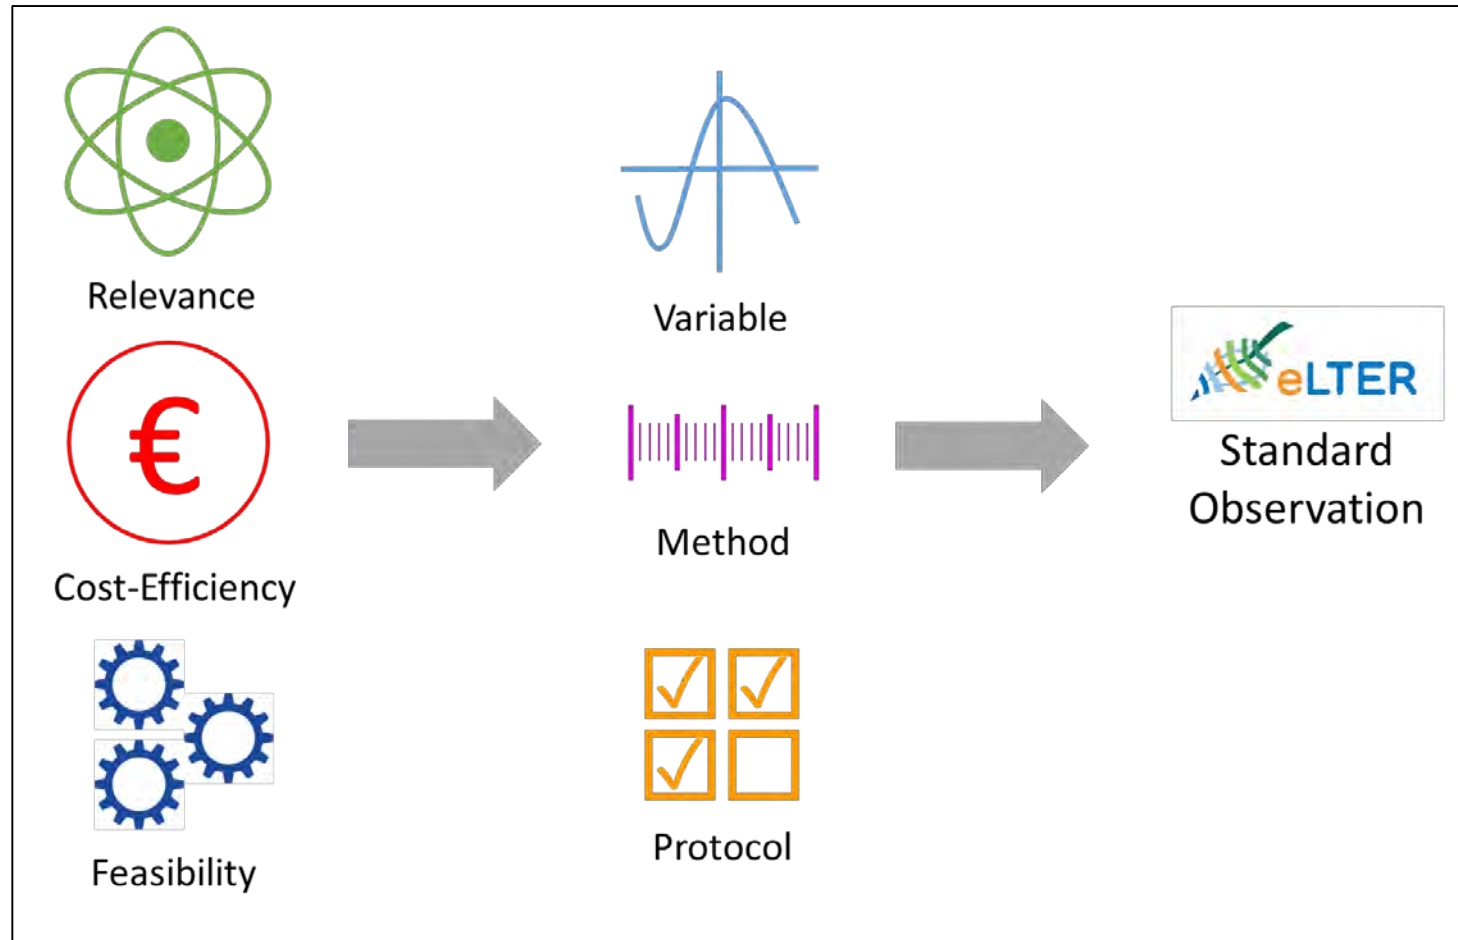 Relevance
€
Cost-Efficiency
Feasibility
Variable
Method
Protocol
eLTER
Standard
Observation